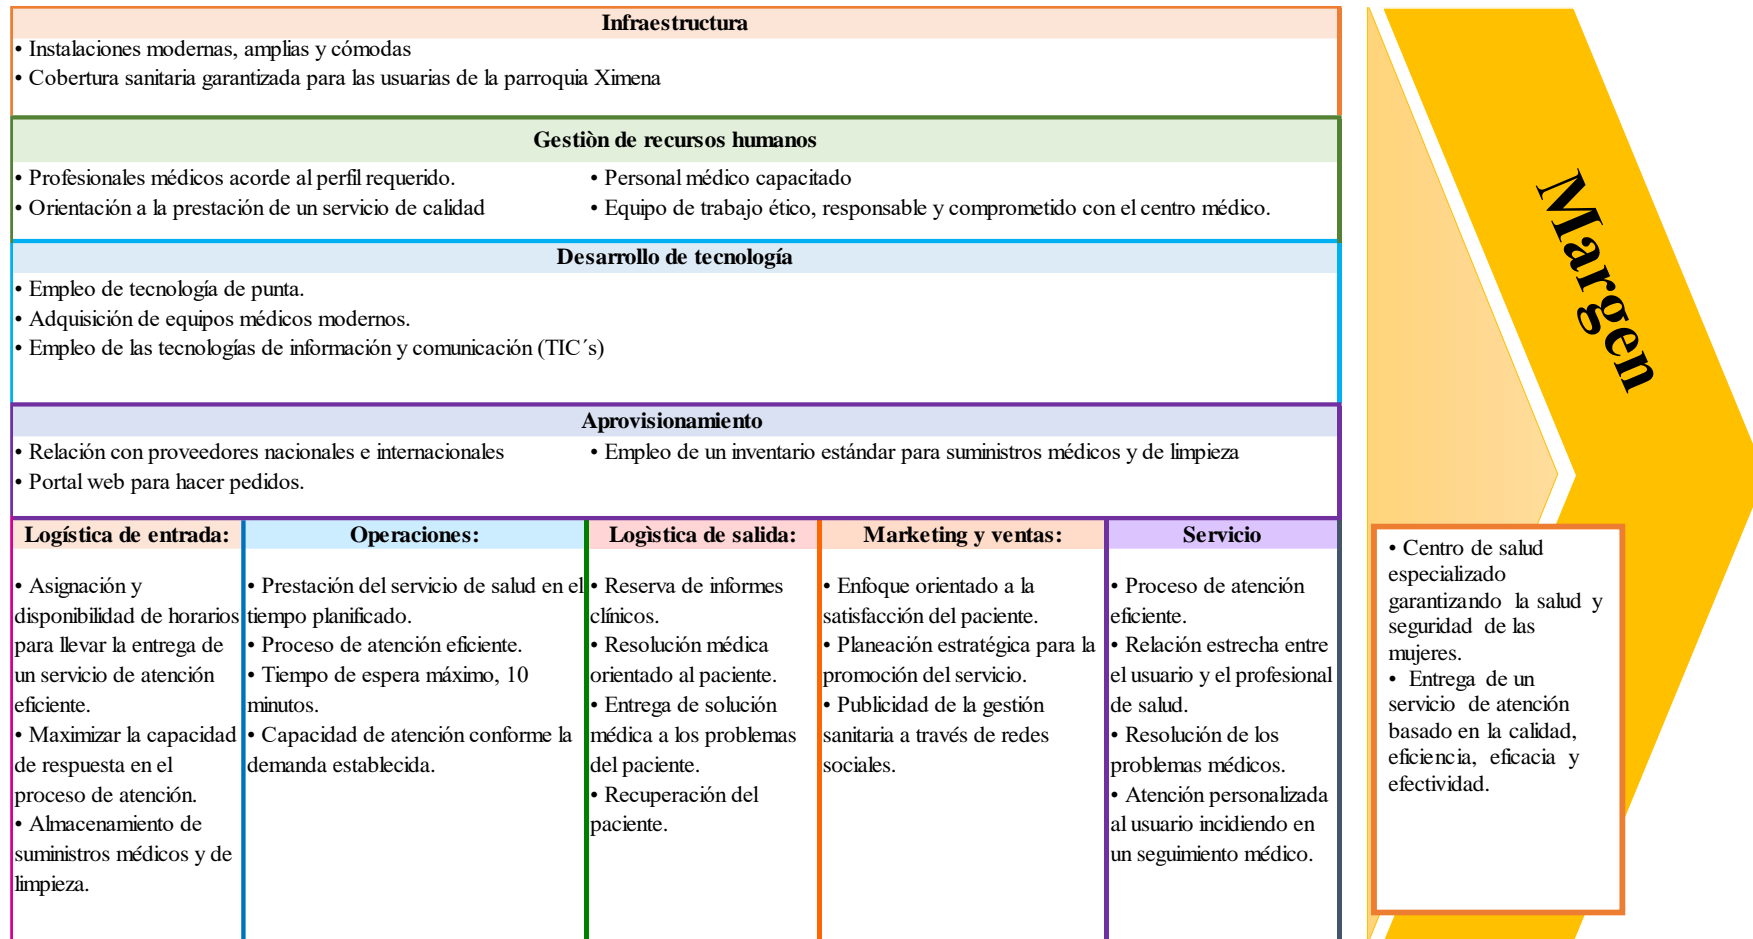 Infraestructura
• Instalaciones modernas, amplias y cómodas
• Cobertura sanitaria garantizada para las usuarias de la parroquia Ximena
Gestiòn de recursos humanos
• Profesionales médicos acorde al perfil requerido.
• Orientación a la prestación de un servicio de calidad
• Personal médico capacitado
• Equipo de trabajo ético, responsable y comprometido con el centro médico.
Desarrollo de tecnología
• Empleo de tecnología de punta.
• Adquisición de equipos médicos modernos.
• Empleo de las tecnologías de información y comunicación (TIC´s)
Aprovisionamiento
• Relación con proveedores nacionales e internacionales
• Portal web para hacer pedidos.
• Empleo de un inventario estándar para suministros médicos y de limpieza
Logística de entrada:
• Asignación y
disponibilidad de horarios
para llevar la entrega de
un servicio de atención
eficiente.
• Maximizar la capacidad
de respuesta en el
proceso de atención.
• Almacenamiento de
suministros médicos y de
limpieza.
Operaciones:
• Prestación del servicio de salud en el
tiempo planificado.
• Proceso de atención eficiente.
• Tiempo de espera máximo, 10
minutos.
• Capacidad de atención conforme la
demanda establecida.
Logìstica de salida:
• Reserva de informes
clínicos.
• Resolución médica
orientado al paciente.
• Entrega de solución
médica a los problemas
del paciente.
• Recuperación del
paciente.
Marketing y ventas:
• Enfoque orientado a la
satisfacción del paciente.
• Planeación estratégica para la
promoción del servicio.
• Publicidad de la gestión
sanitaria a través de redes
sociales.
Servicio
• Proceso de atención
eficiente.
• Relación estrecha entre
el usuario y el profesional
de salud.
• Resolución de los
problemas médicos.
• Atención personalizada
al usuario incidiendo en
un seguimiento médico.
Margen
• Centro de salud
especializado
garantizando la salud y
seguridad de las
mujeres.
• Entrega de un
servicio de atención
basado en la calidad,
eficiencia, eficacia y
efectividad.